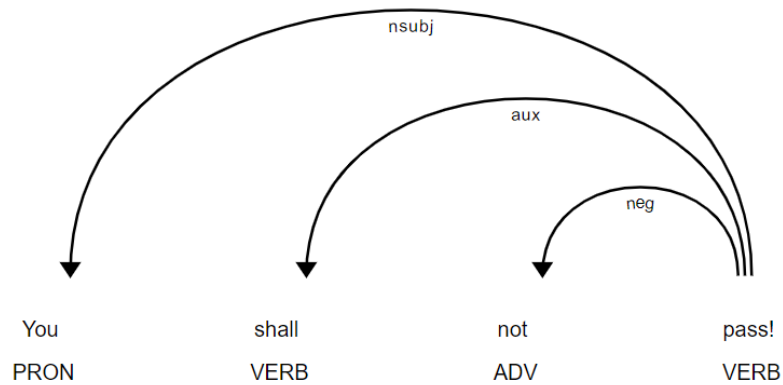 nsubj
aux
neg
You shall not pass!
PRON VERB ADV VERB